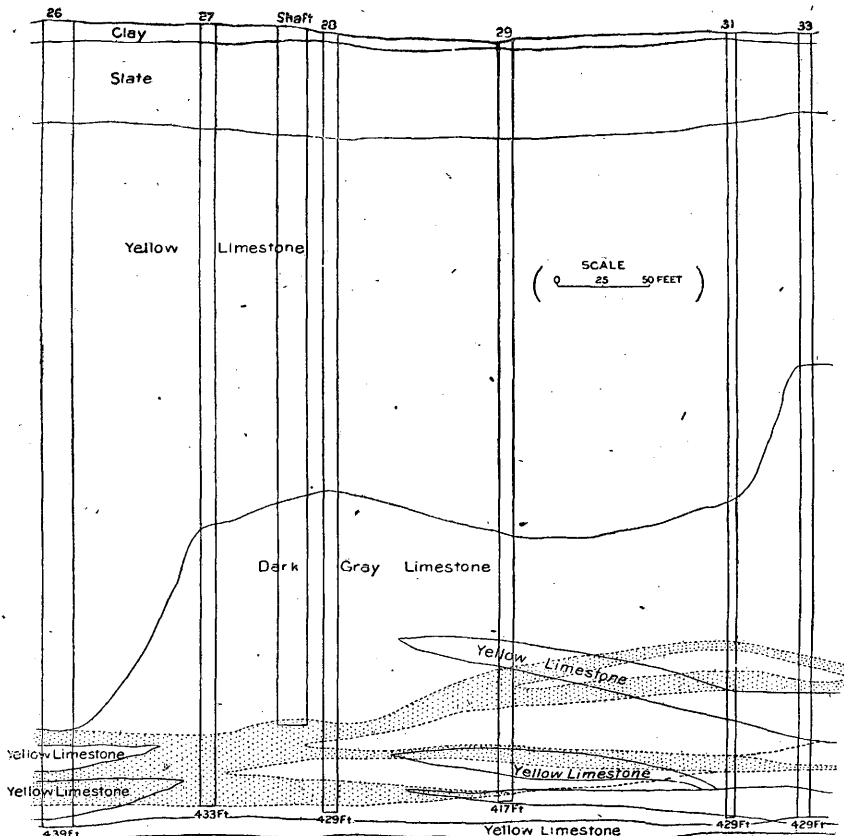 26 27 Shaft 28 29 31 33
Clay
Slate
Yellow Limestone
SCALE
0 25 50 FEET
Dark Gray Limestone
Yellow Limestone
Yellow Limestone
Yellow Limestone
Yellow Limestone
439Ft. 433Ft. 429Ft. 417Ft 429Ft. 429Ft
Yellow Limestone